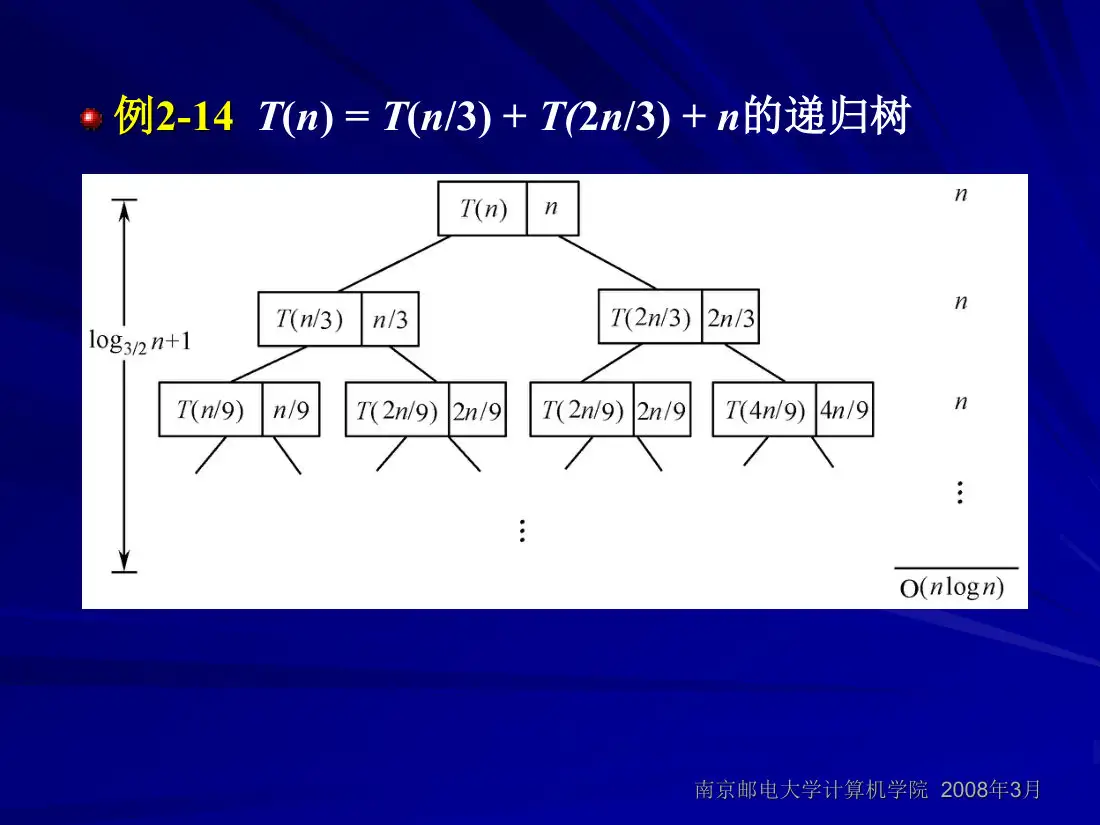 例2-14 T(n) = T(n/3) + T(2n/3) + n的递归树
T(n) n n
T(n/3) n/3 T(2n/3) 2n/3 n
log3/2 n+1
T(n/9) n/9 T(2n/9) 2n/9 T(2n/9) 2n/9 T(4n/9) 4n/9 n
⋮
⋮
O(nlogn)
南京邮电大学计算机学院 2008年3月